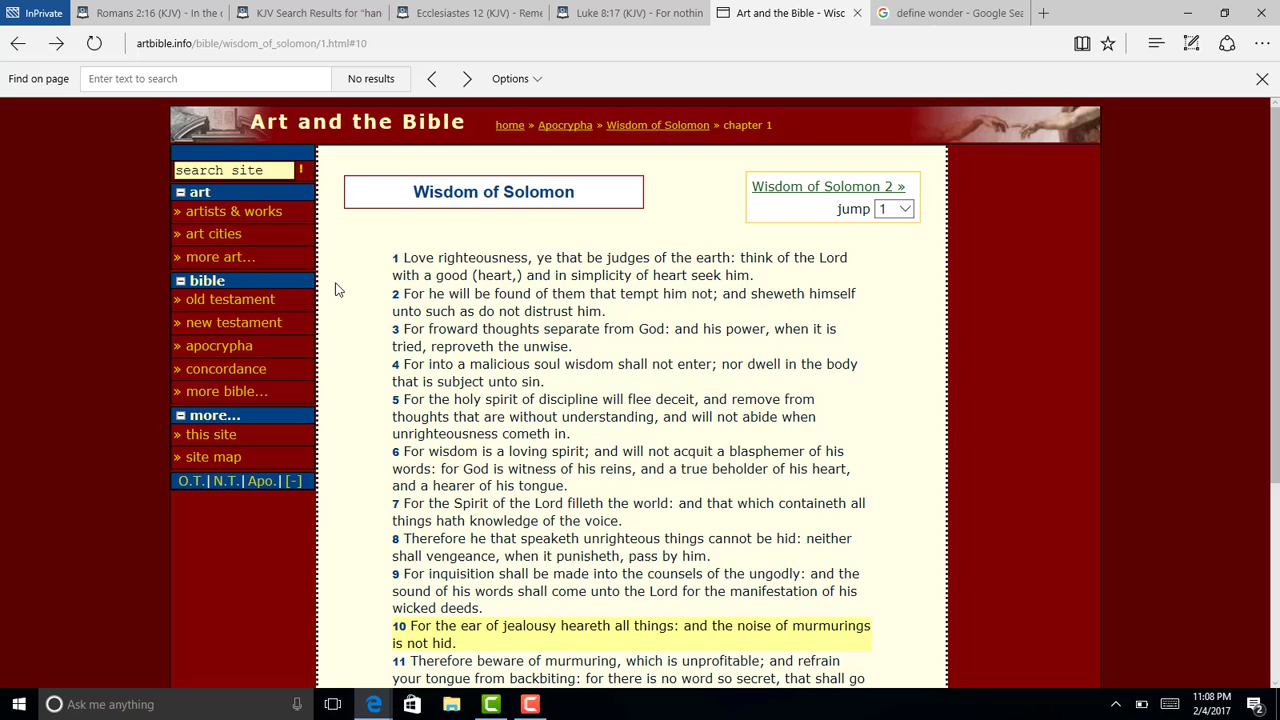 InPrivate
Romans 2:16 (KJV) - In the c
KJV Search Results for "han
Ecclesiastes 12 (KJV) - Reme
Luke 8:17 (KJV) - For nothin
Art and the Bible - Wisc
define wonder - Google Sea
artbible.info/bible/wisdom_of_solomon/1.html#10
Find on page
Enter text to search
No results
Options
Art and the Bible
home » Apocrypha » Wisdom of Solomon » chapter 1
search site
!
art
» artists & works
» art cities
» more art...
bible
» old testament
» new testament
» apocrypha
» concordance
» more bible...
more...
» this site
» site map
O.T.|N.T.|Apo.|[-]
Wisdom of Solomon
Wisdom of Solomon 2 »
jump 1
1 Love righteousness, ye that be judges of the earth: think of the Lord
with a good (heart,) and in simplicity of heart seek him.
2 For he will be found of them that tempt him not; and sheweth himself
unto such as do not distrust him.
3 For froward thoughts separate from God: and his power, when it is
tried, reproveth the unwise.
4 For into a malicious soul wisdom shall not enter; nor dwell in the body
that is subject unto sin.
5 For the holy spirit of discipline will flee deceit, and remove from
thoughts that are without understanding, and will not abide when
unrighteousness cometh in.
6 For wisdom is a loving spirit; and will not acquit a blasphemer of his
words: for God is witness of his reins, and a true beholder of his heart,
and a hearer of his tongue.
7 For the Spirit of the Lord filleth the world: and that which containeth all
things hath knowledge of the voice.
8 Therefore he that speaketh unrighteous things cannot be hid: neither
shall vengeance, when it punisheth, pass by him.
9 For inquisition shall be made into the counsels of the ungodly: and the
sound of his words shall come unto the Lord for the manifestation of his
wicked deeds.
10 For the ear of jealousy heareth all things: and the noise of murmurings
is not hid.
11 Therefore beware of murmuring, which is unprofitable; and refrain
your tongue from backbiting: for there is no word so secret, that shall go
Ask me anything
11:08 PM
2/4/2017
2